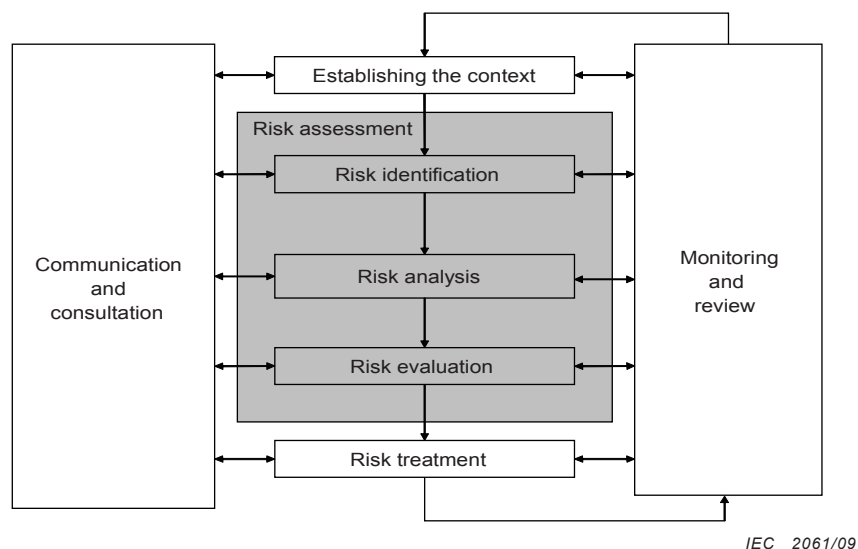 Establishing the context
Risk assessment
Risk identification
Communication
and
consultation
Risk analysis
Monitoring
and
review
Risk evaluation
Risk treatment
IEC 2061/09